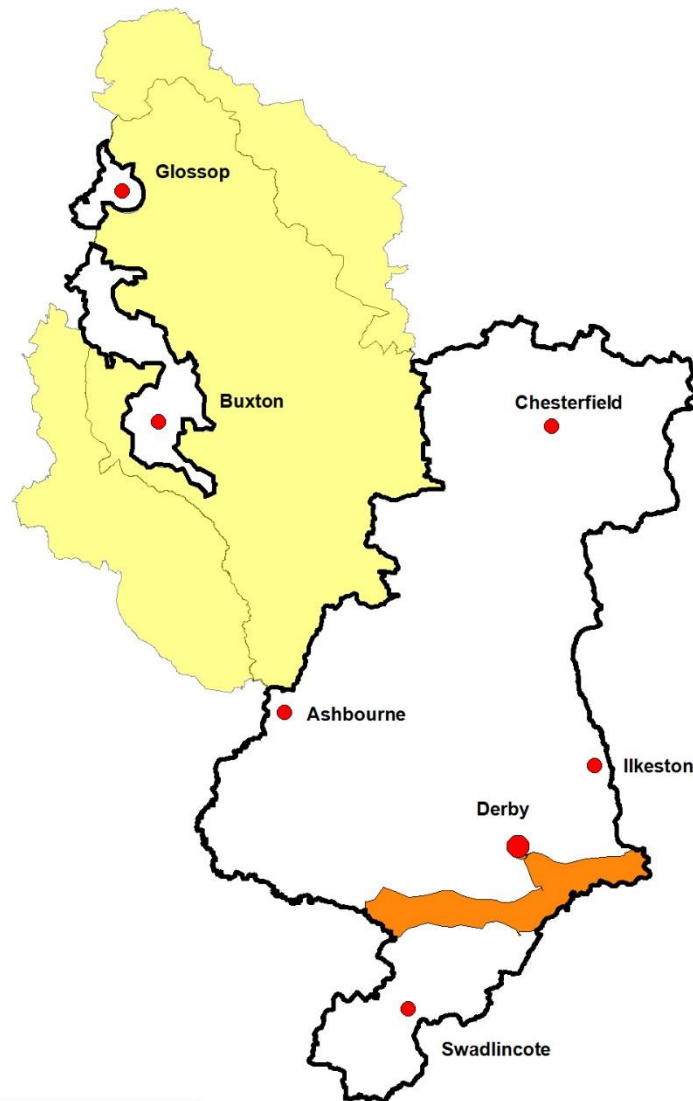 Glossop
Buxton
Chesterfield
Ashbourne
Ilkeston
Derby
Swadlincote